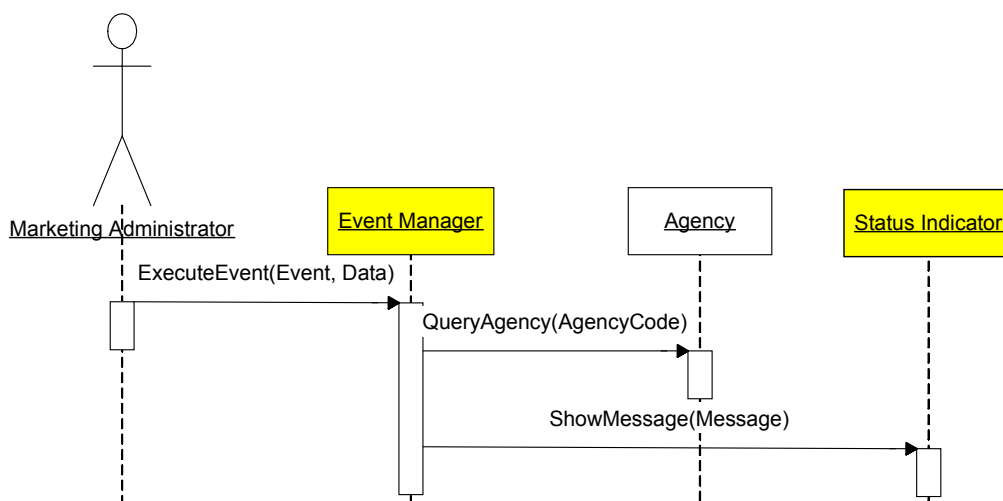 Marketing Administrator
Event Manager
Agency
Status Indicator
ExecuteEvent(Event, Data)
QueryAgency(AgencyCode)
ShowMessage(Message)